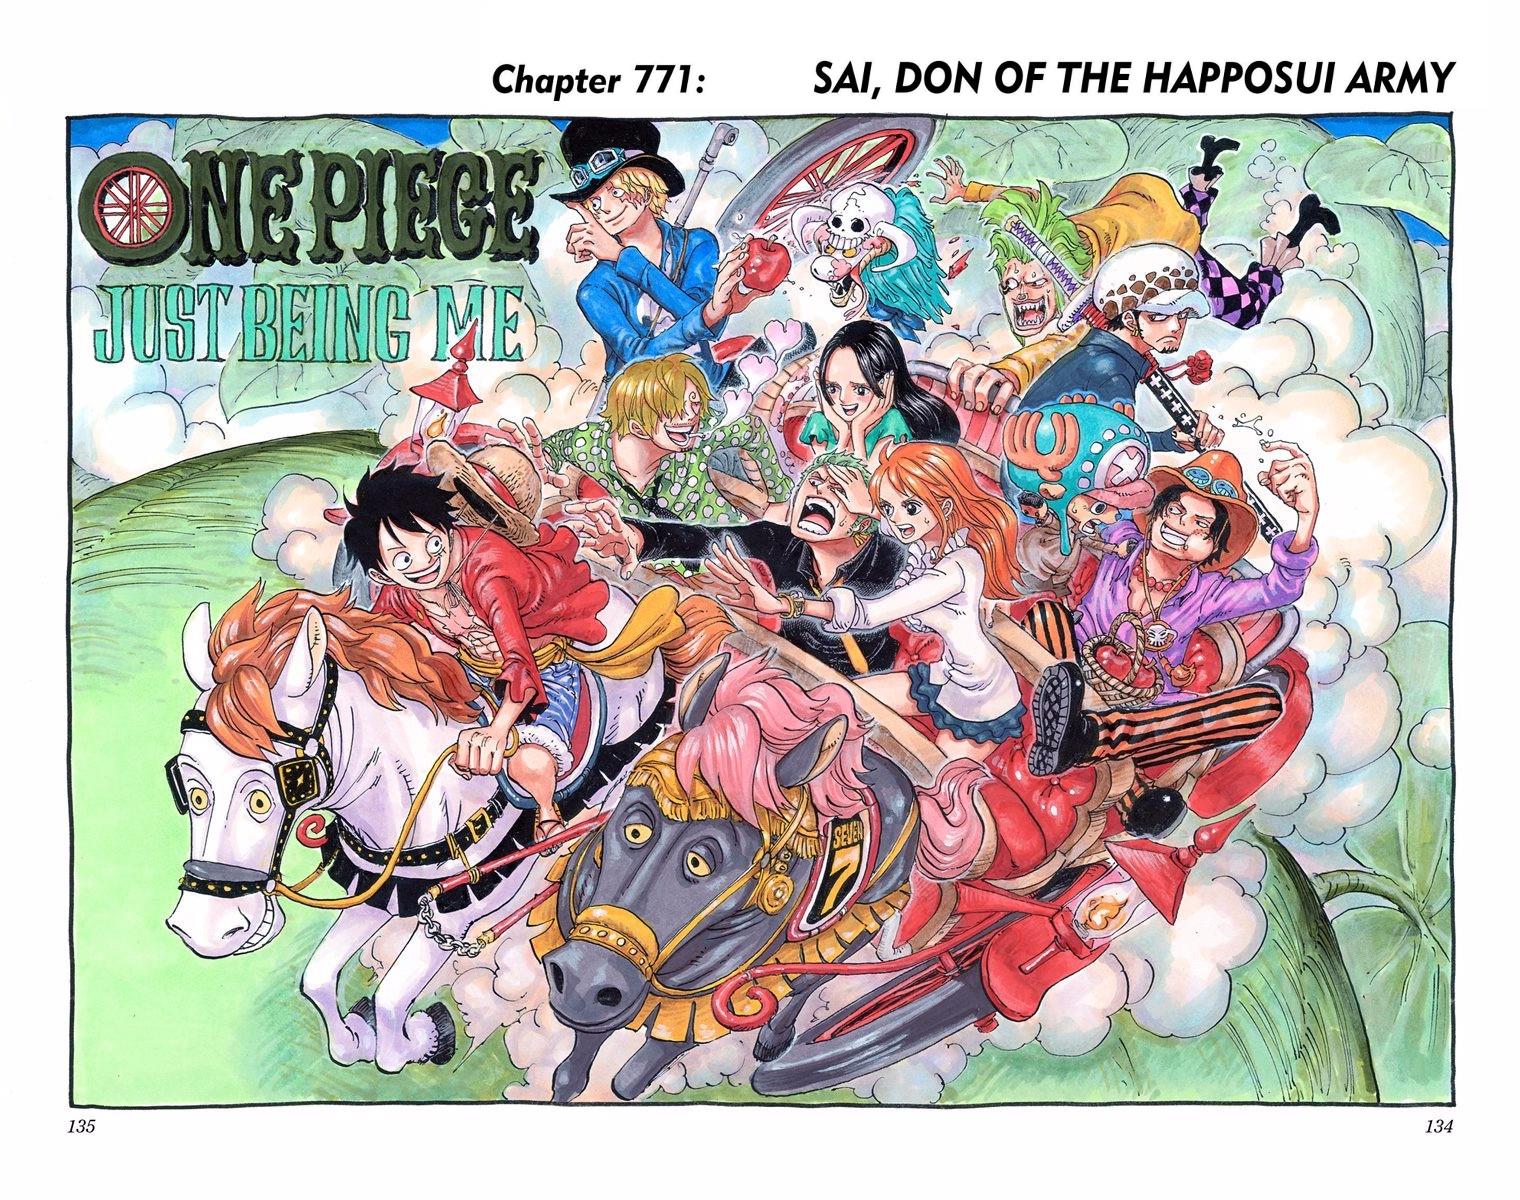 Chapter 771: SAI, DON OF THE HAPPOSUI ARMY
ONE PIECE
JUST BEING ME
SEVEN
7
135
134